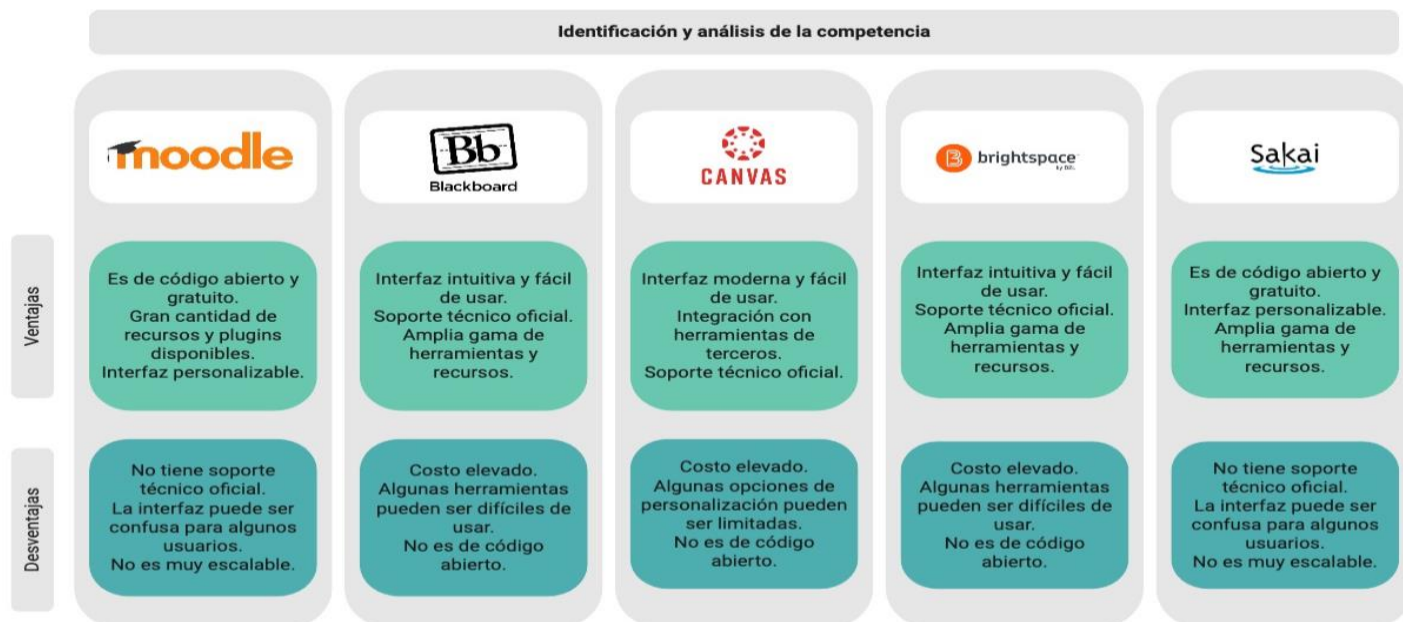 Identificación y análisis de la competencia
moodle
Bb
Blackboard
CANVAS
B brightspace
by D2L
Sakai
Ventajas
Es de código abierto y
gratuito.
Gran cantidad de
recursos y plugins
disponibles.
Interfaz personalizable.
Interfaz intuitiva y fácil
de usar.
Soporte técnico oficial.
Amplia gama de
herramientas y
recursos.
Interfaz moderna y fácil
de usar.
Integración con
herramientas de
terceros.
Soporte técnico oficial.
Interfaz intuitiva y fácil
de usar.
Soporte técnico oficial.
Amplia gama de
herramientas y
recursos.
Es de código abierto y
gratuito.
Interfaz personalizable.
Amplia gama de
herramientas y
recursos.
Desventajas
No tiene soporte
técnico oficial.
La interfaz puede ser
confusa para algunos
usuarios.
No es muy escalable.
Costo elevado.
Algunas herramientas
pueden ser difíciles de
usar.
No es de código
abierto.
Costo elevado.
Algunas opciones de
personalización pueden
ser limitadas.
No es de código
abierto.
Costo elevado.
Algunas herramientas
pueden ser difíciles de
usar.
No es de código
abierto.
No tiene soporte
técnico oficial.
La interfaz puede ser
confusa para algunos
usuarios.
No es muy escalable.